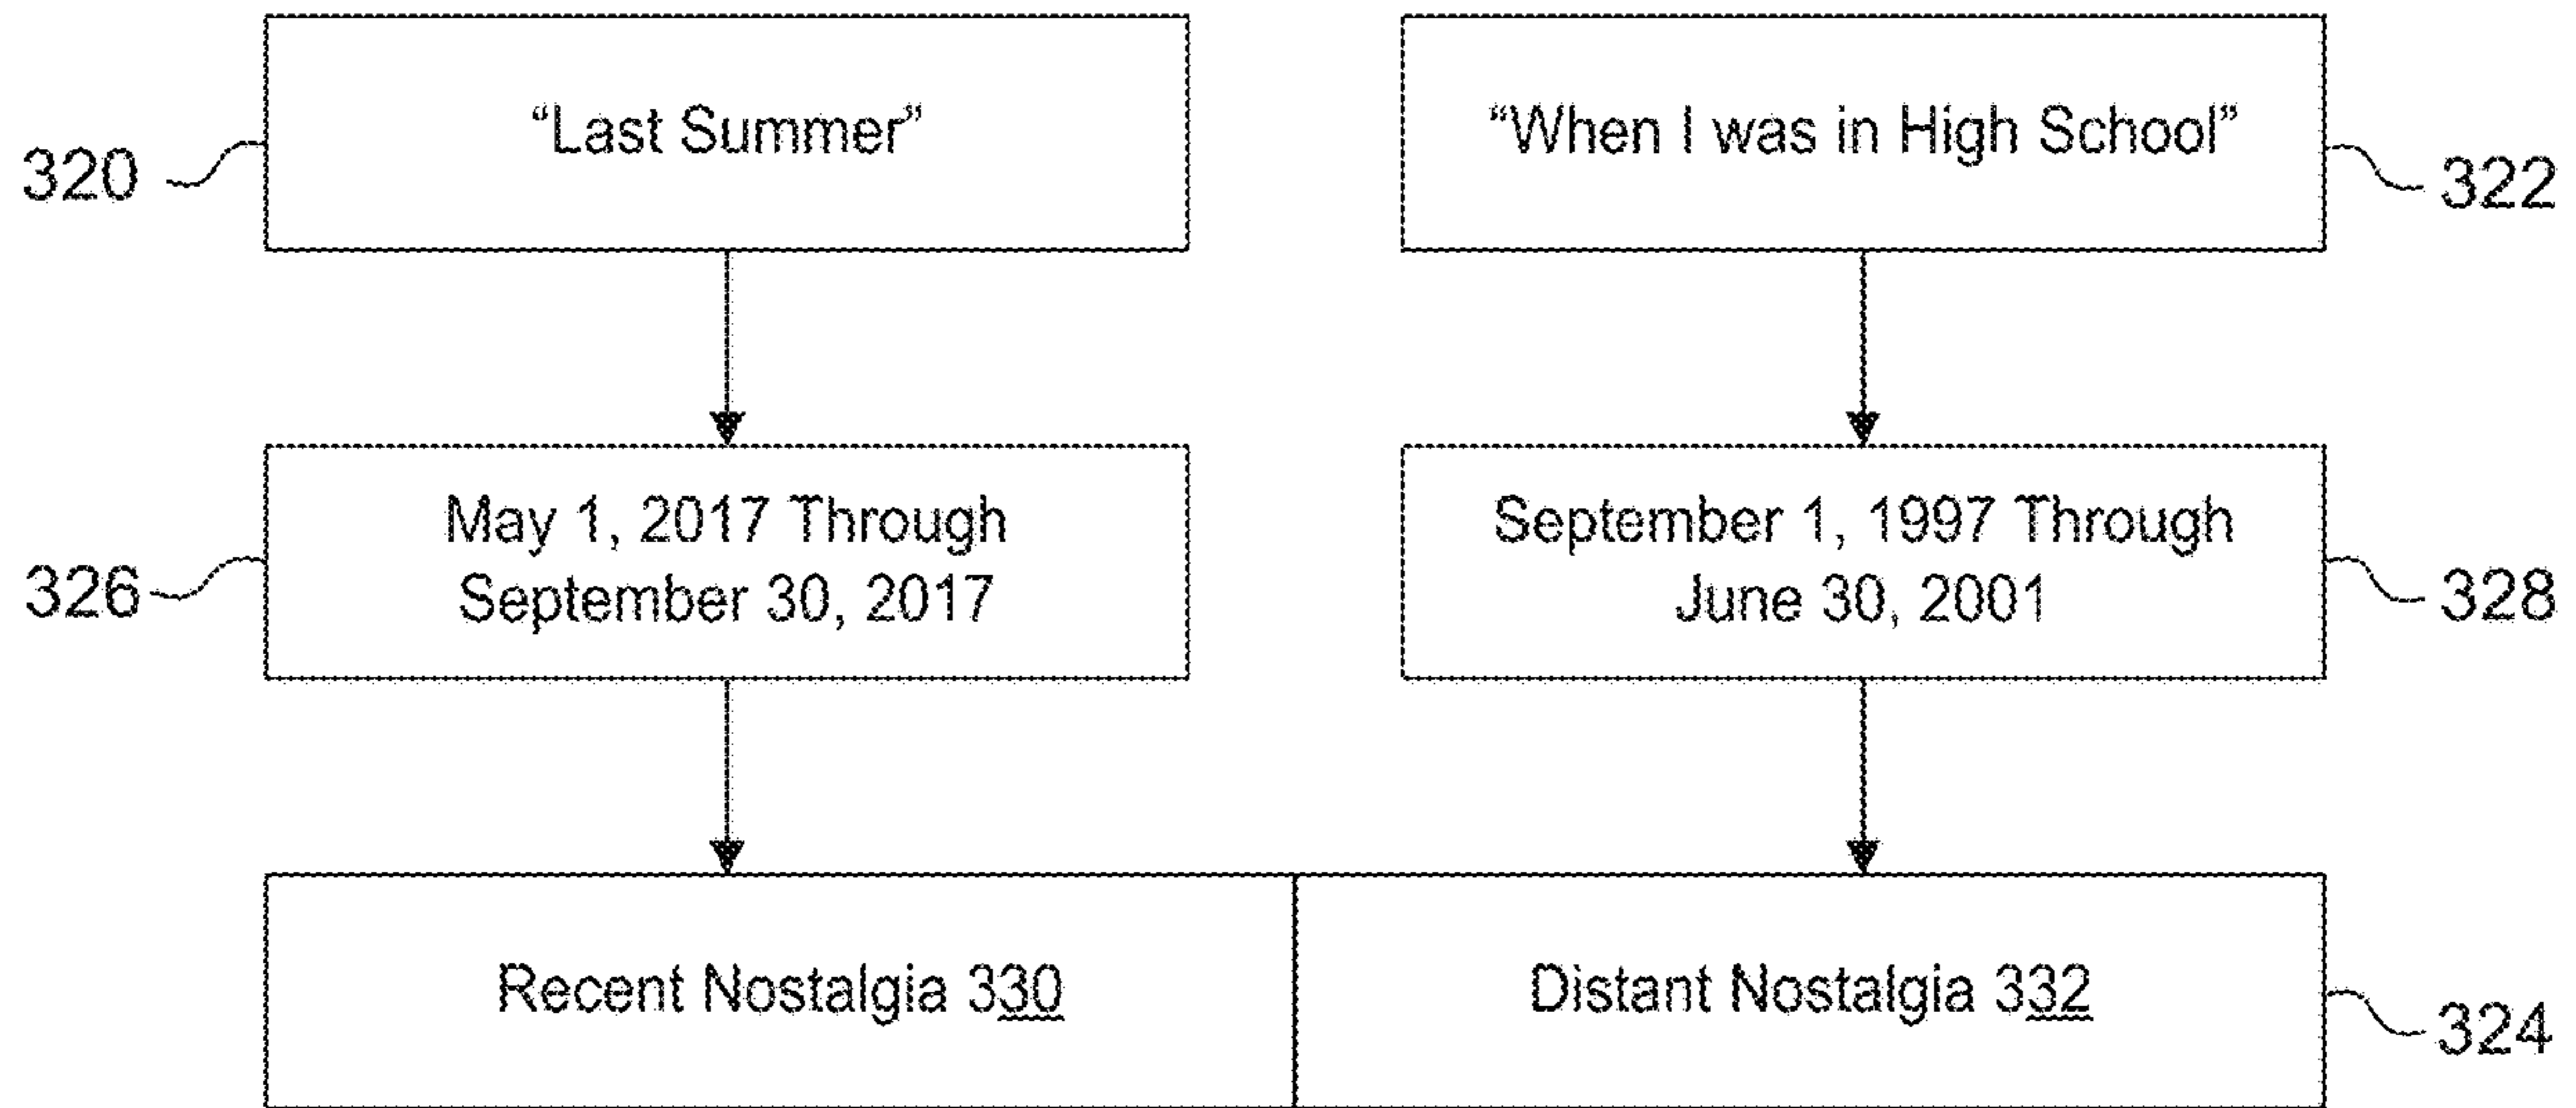 "Last Summer"
"When I was in High School"
320
322
May 1, 2017 Through
September 30, 2017
September 1, 1997 Through
June 30, 2001
326
328
Recent Nostalgia 330
Distant Nostalgia 332
324